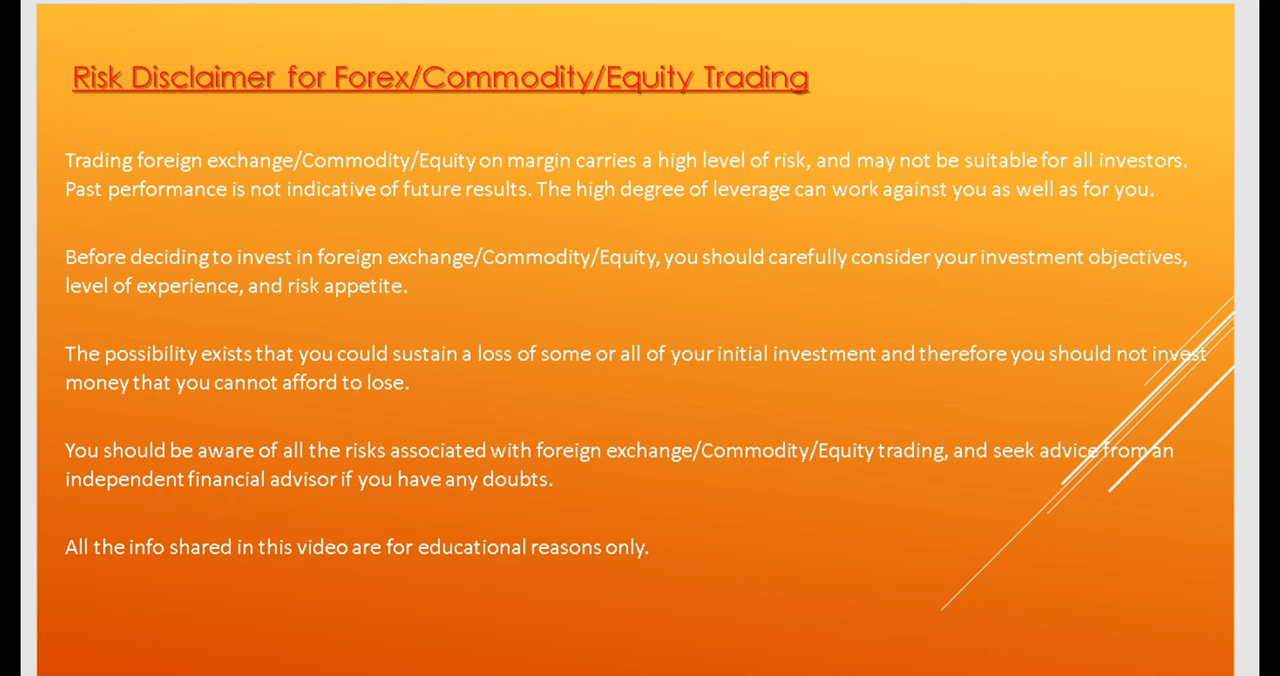 Risk Disclaimer for Forex/Commodity/Equity Trading
Trading foreign exchange/Commodity/Equity on margin carries a high level of risk, and may not be suitable for all investors.
Past performance is not indicative of future results. The high degree of leverage can work against you as well as for you.
Before deciding to invest in foreign exchange/Commodity/Equity, you should carefully consider your investment objectives,
level of experience, and risk appetite.
The possibility exists that you could sustain a loss of some or all of your initial investment and therefore you should not invest
money that you cannot afford to lose.
You should be aware of all the risks associated with foreign exchange/Commodity/Equity trading, and seek advice from an
independent financial advisor if you have any doubts.
All the info shared in this video are for educational reasons only.